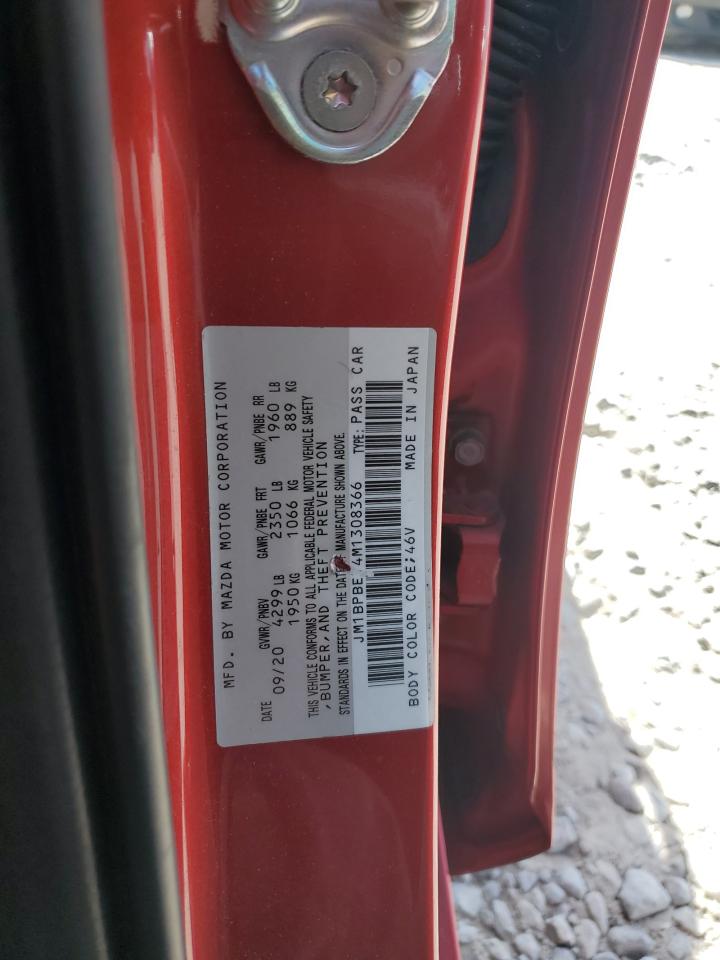 MFD. BY MAZDA MOTOR CORPORATION
DATE GVWR/PNBV GAWR/PNBE FRT GAWR/PNBE RR
09/20 4299 LB 2350 LB 1960 LB
1950 KG 1066 KG 889 KG
THIS VEHICLE CONFORMS TO ALL APPLICABLE FEDERAL MOTOR VEHICLE SAFETY
,BUMPER,AND THEFT PREVENTION
STANDARDS IN EFFECT ON THE DATE MANUFACTURE SHOWN ABOVE.
JM1BPBE 4M1308366 TYPE: PASS CAR
BODY COLOR CODE;46V MADE IN JAPAN